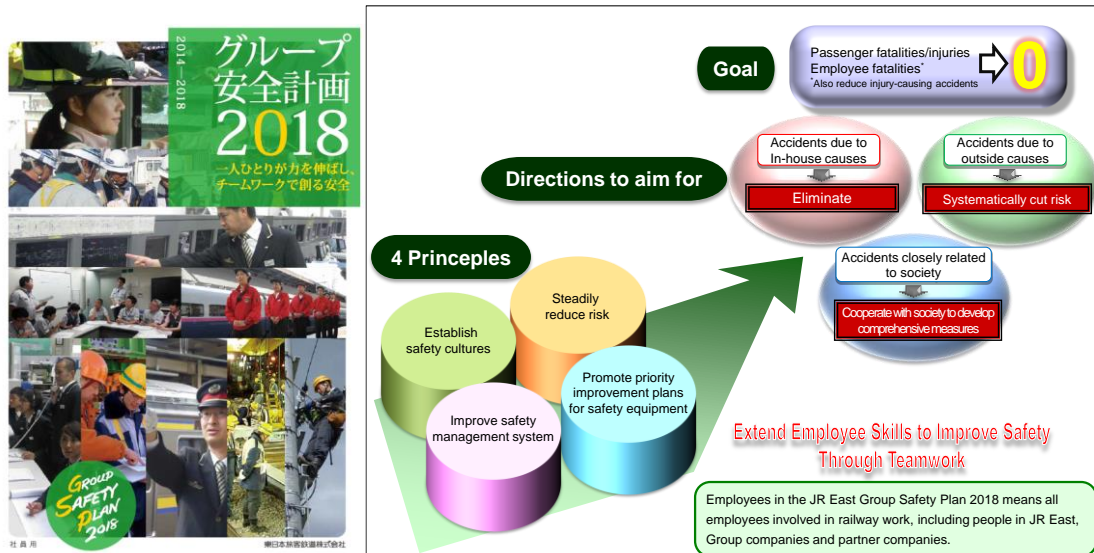 2014—2018
グループ
安全計画
2018
一人ひとりが力を伸ばし、
チームワークで創る安全
GROUP
SAFETY
PLAN
2018
社員用
東日本旅客鉄道株式会社
Goal
Passenger fatalities/injuries
Employee fatalities*
*Also reduce injury-causing accidents
0
Directions to aim for
Accidents due to
In-house causes
Eliminate
Accidents due to
outside causes
Systematically cut risk
Accidents closely related
to society
Cooperate with society to develop
comprehensive measures
4 Princeples
Steadily
reduce risk
Establish
safety cultures
Promote priority
improvement plans
for safety equipment
Improve safety
management system
Extend Employee Skills to Improve Safety
Through Teamwork
Employees in the JR East Group Safety Plan 2018 means all
employees involved in railway work, including people in JR East,
Group companies and partner companies.